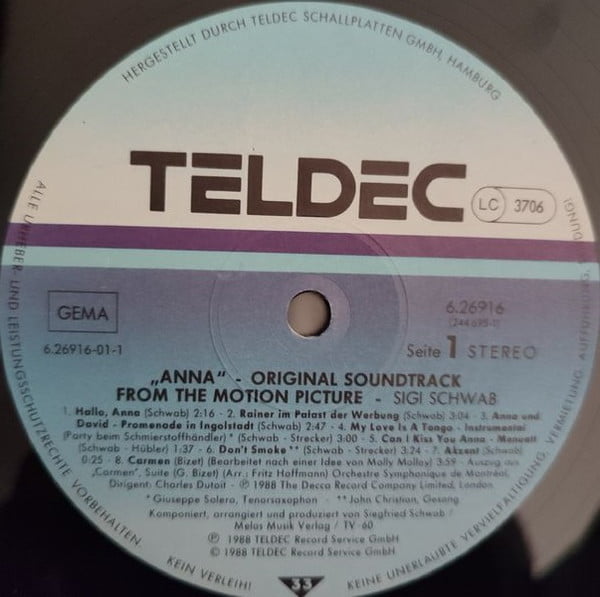 HERGESTELLT DURCH TELDEC SCHALLPLATTEN GMBH, HAMBURG
TELDEC
LC 3706
GEMA
6.26916-01-1
6.26916
(244 695-1)
Seite 1 STEREO
„ANNA" - ORIGINAL SOUNDTRACK
FROM THE MOTION PICTURE - SIGI SCHWAB
1. Hallo, Anna (Schwab) 2:16 · 2. Rainer im Palast der Werbung (Schwab) 3:04 · 3. Anna und
David - Promenade in Ingolstadt (Schwab) 2:47 · 4. My Love Is A Tango - Instrumental
(Party beim Schmierstoffhändler) * (Schwab - Strecker) 3:00 · 5. Can I Kiss You Anna - Menuett
(Schwab - Hübler) 1:37 · 6. Don't Smoke ** (Schwab - Strecker) 3:24 · 7. Akzent (Schwab)
0:25 · 8. Carmen (Bizet) (Bearbeitet nach einer Idee von Molly Molloy) 3:59 - Auszug aus
„Carmen", Suite (G. Bizet) (Arr.: Fritz Hoffmann) Orchestre Symphonique de Montréal,
Dirigent: Charles Dutoit - ℗ 1988 The Decca Record Company Limited, London
* Giuseppe Solera, Tenorsaxophon - ** John Christian, Gesang
Komponiert, arrangiert und produziert von Siegfried Schwab /
Melos Musik Verlag / TV-60
℗ 1988 TELDEC Record Service GmbH
© 1988 TELDEC Record Service GmbH
33
ALLE URHEBER- UND LEISTUNGSSCHUTZRECHTE VORBEHALTEN.
KEIN VERLEIH!
KEINE UNERLAUBTE VERVIELFÄLTIGUNG, VERMIETUNG, AUFFÜHRUNG,